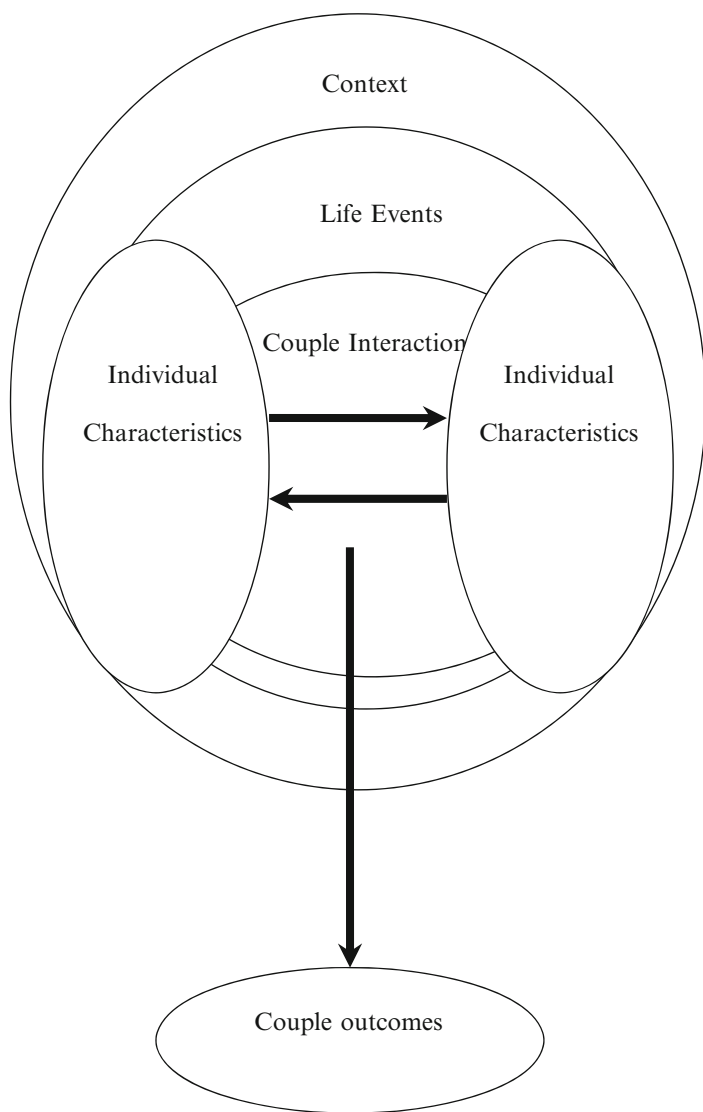 Context
Life Events
Couple Interaction
Individual
Characteristics
Individual
Characteristics
Couple outcomes